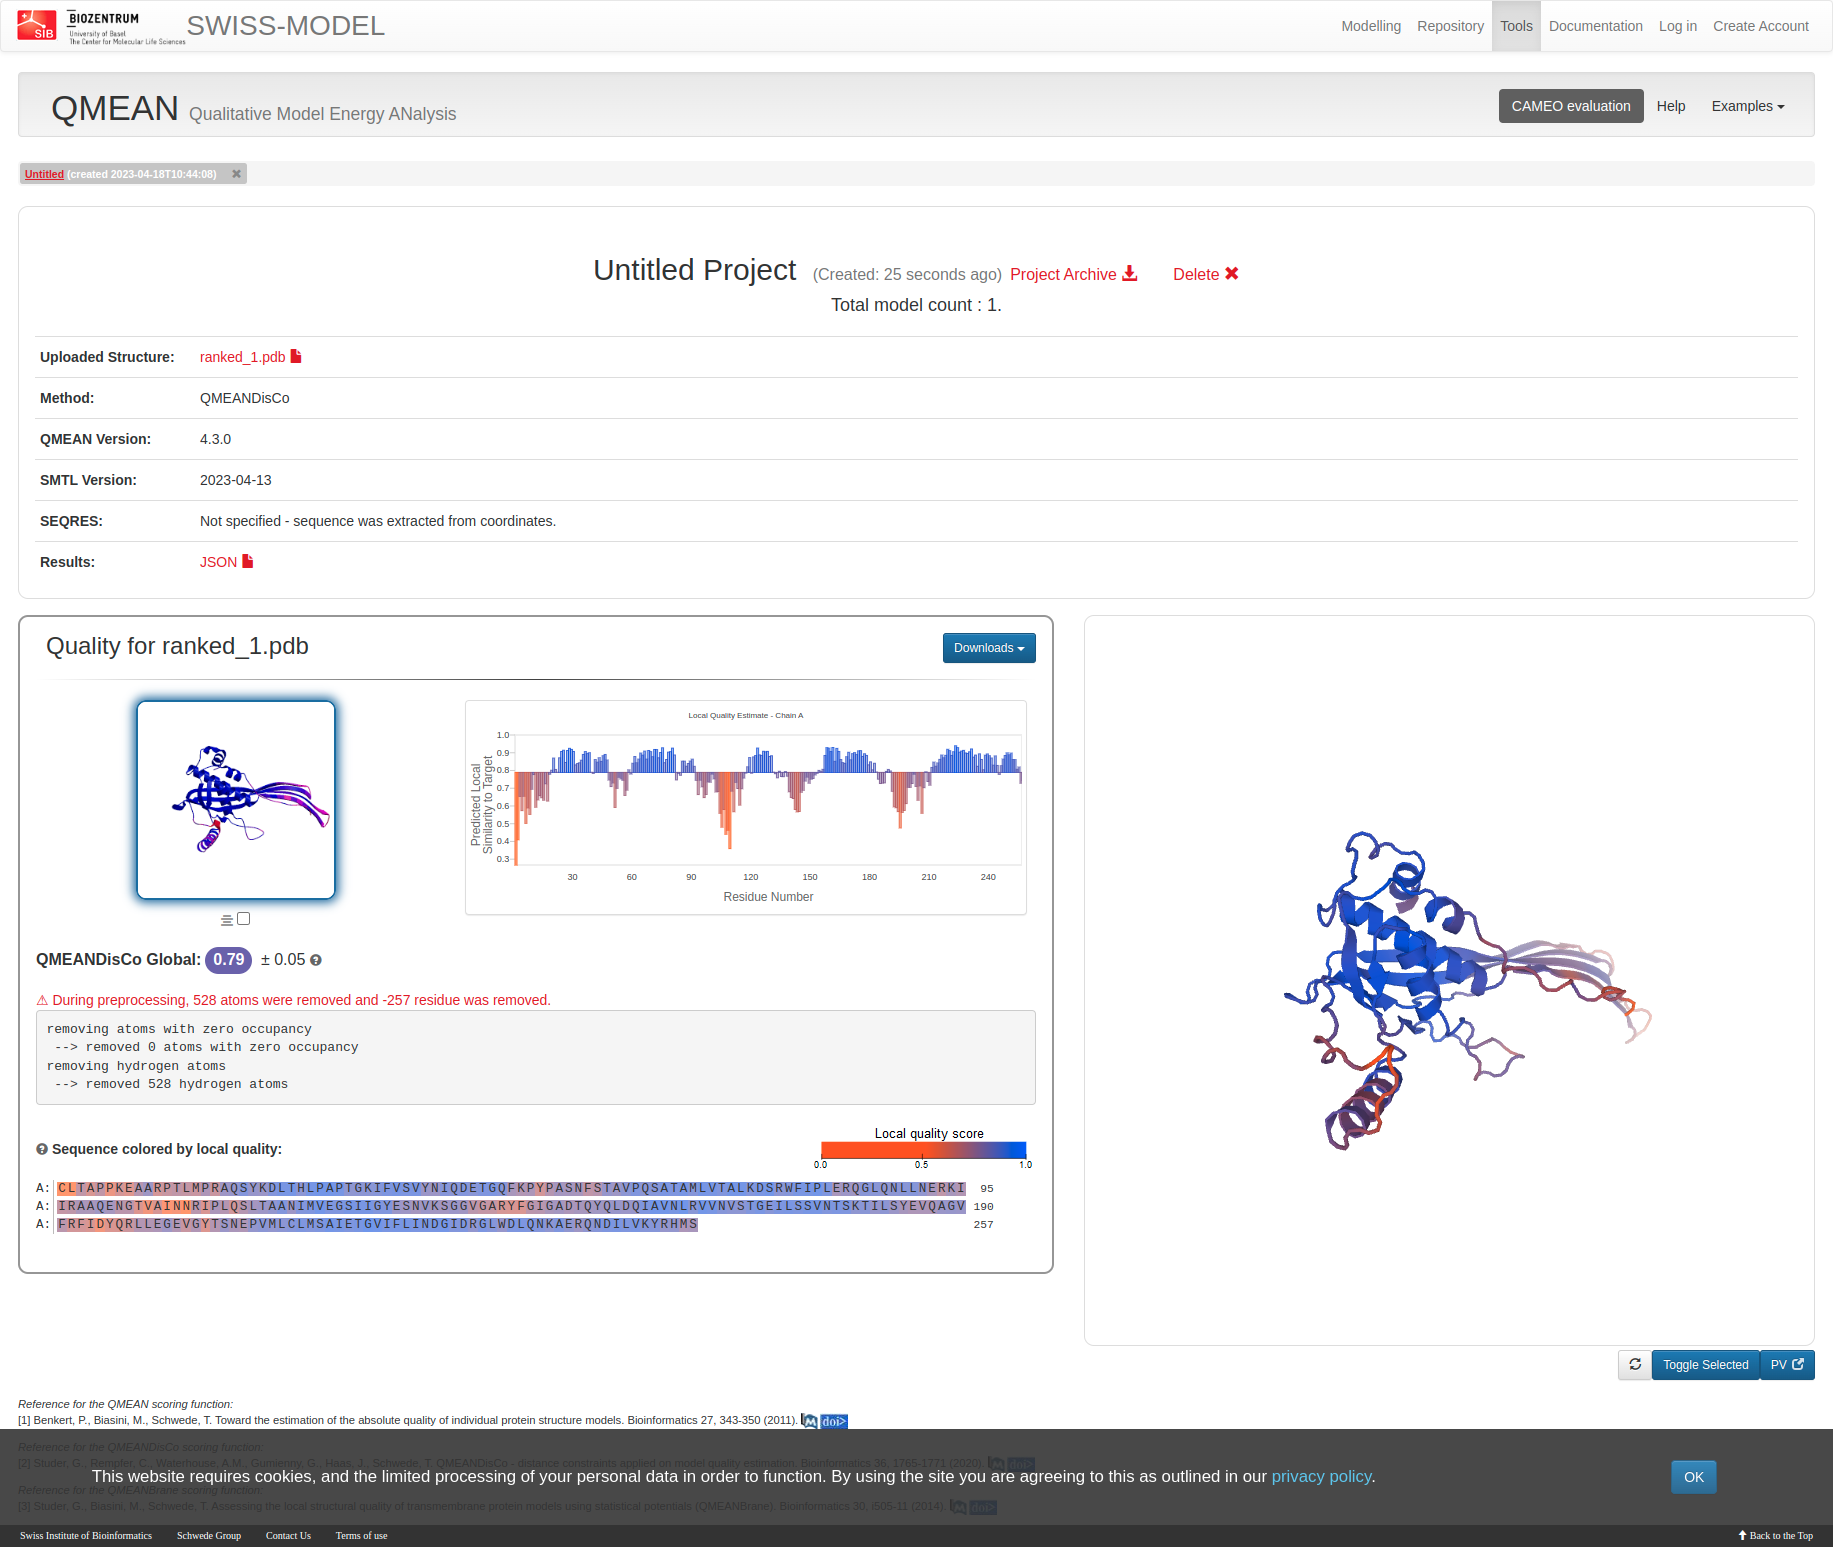 SIB
BIOZENTRUM
University of Basel
The Center for Molecular Life Sciences
SWISS-MODEL
Modelling Repository Tools Documentation Log in Create Account
QMEAN Qualitative Model Energy ANalysis
CAMEO evaluation Help Examples
Untitled (created 2023-04-18T10:44:08)
Untitled Project (Created: 25 seconds ago) Project Archive Delete
Total model count : 1.
Uploaded Structure: ranked_1.pdb
Method: QMEANDisCo
QMEAN Version: 4.3.0
SMTL Version: 2023-04-13
SEQRES: Not specified - sequence was extracted from coordinates.
Results: JSON
Quality for ranked_1.pdb
Downloads
Local Quality Estimate - Chain A
Predicted Local
Similarity to Target
1.0
0.9
0.8
0.7
0.6
0.5
0.4
0.3
30 60 90 120 150 180 210 240
Residue Number
QMEANDisCo Global: 0.79 ± 0.05
During preprocessing, 528 atoms were removed and -257 residue was removed.
removing atoms with zero occupancy
--> removed 0 atoms with zero occupancy
removing hydrogen atoms
--> removed 528 hydrogen atoms
Sequence colored by local quality:
Local quality score
0.0 0.5 1.0
A: CLTAPPKEAARPTLMPRAQSYKDLTHLPAPTGKIFVSVYNIQDETGQFKPYPASNFSTAVPQSATAMLVTALKDSRWFIPLERQGLQNLLNERKI 95
A: IRAAQENGTVAINNRIPLQSLTAANIMVEGSIIGYESNVKSGGVGARYFGIGADTQYQLDQIAVNLRVVNVSTGEILSSVNTSKTILSYEVQAGV 190
A: FRFIDYQRLLEGEVGYTSNEPVMLCLMSAIETGVIFLINDGIDRGLWDLQNKAERQNDILVKYRHMS 257
Toggle Selected PV
Reference for the QMEAN scoring function:
[1] Benkert, P., Biasini, M., Schwede, T. Toward the estimation of the absolute quality of individual protein structure models. Bioinformatics 27, 343-350 (2011). doi>
Reference for the QMEANDisCo scoring function:
[2] Studer, G., Rempfer, C., Waterhouse, A.M., Gumienny, G., Haas, J., Schwede, T. QMEANDisCo - distance constraints applied on model quality estimation. Bioinformatics 36, 1765-1771 (2020). doi>
This website requires cookies, and the limited processing of your personal data in order to function. By using the site you are agreeing to this as outlined in our privacy policy. OK
Reference for the QMEANBrane scoring function:
[3] Studer, G., Biasini, M., Schwede, T. Assessing the local structural quality of transmembrane protein models using statistical potentials (QMEANBrane). Bioinformatics 30, i505-11 (2014). doi>
Swiss Institute of Bioinformatics Schwede Group Contact Us Terms of use Back to the Top